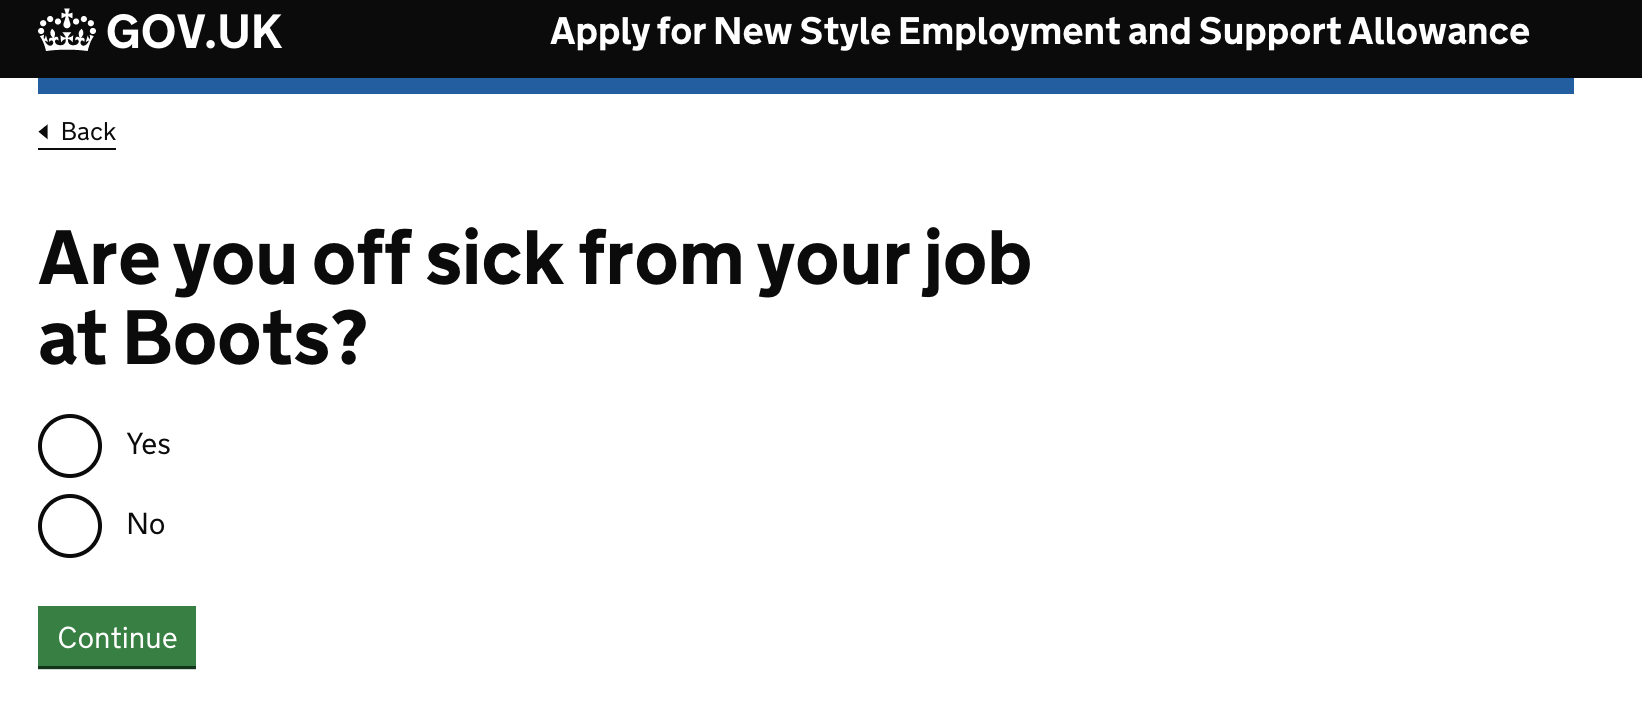 GOV.UK
Apply for New Style Employment and Support Allowance
Back
Are you off sick from your job
at Boots?
Yes
No
Continue